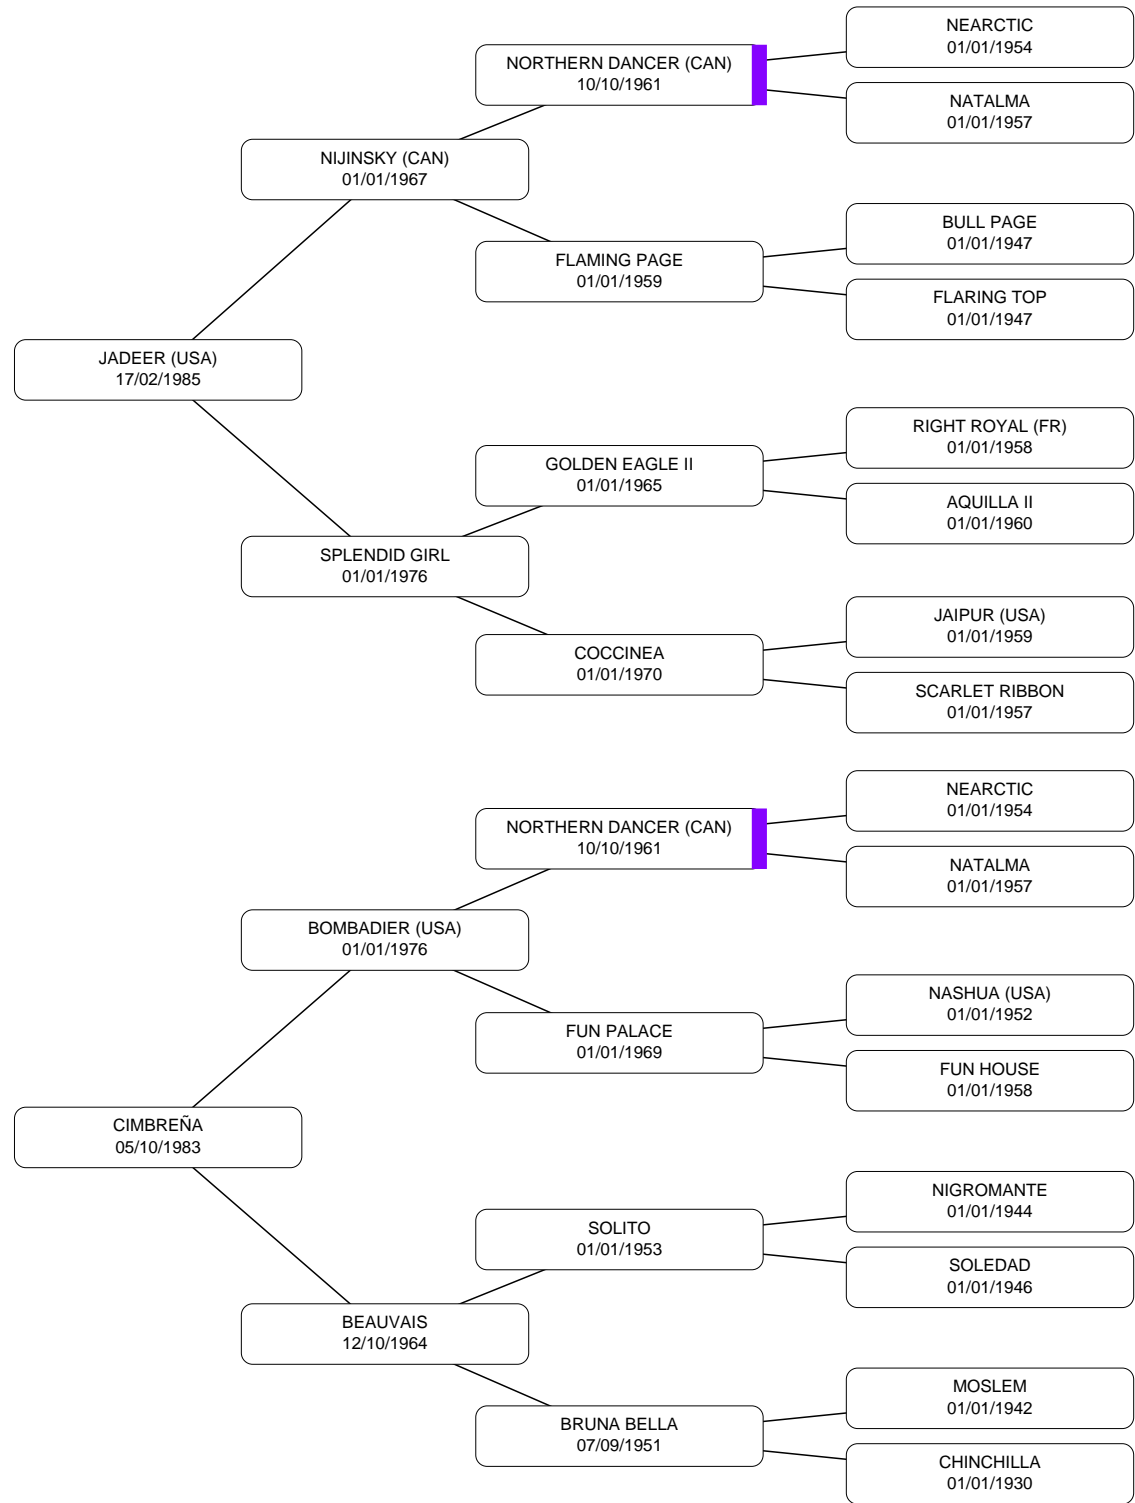 NEARCTIC
01/01/1954
NORTHERN DANCER (CAN)
10/10/1961
NATALMA
01/01/1957
NIJINSKY (CAN)
01/01/1967
BULL PAGE
01/01/1947
FLAMING PAGE
01/01/1959
FLARING TOP
01/01/1947
JADEER (USA)
17/02/1985
RIGHT ROYAL (FR)
01/01/1958
GOLDEN EAGLE II
01/01/1965
AQUILLA II
01/01/1960
SPLENDID GIRL
01/01/1976
JAIPUR (USA)
01/01/1959
COCCINEA
01/01/1970
SCARLET RIBBON
01/01/1957
NEARCTIC
01/01/1954
NORTHERN DANCER (CAN)
10/10/1961
NATALMA
01/01/1957
BOMBADIER (USA)
01/01/1976
NASHUA (USA)
01/01/1952
FUN PALACE
01/01/1969
FUN HOUSE
01/01/1958
CIMBREÑA
05/10/1983
NIGROMANTE
01/01/1944
SOLITO
01/01/1953
SOLEDAD
01/01/1946
BEAUVAIS
12/10/1964
MOSLEM
01/01/1942
BRUNA BELLA
07/09/1951
CHINCHILLA
01/01/1930